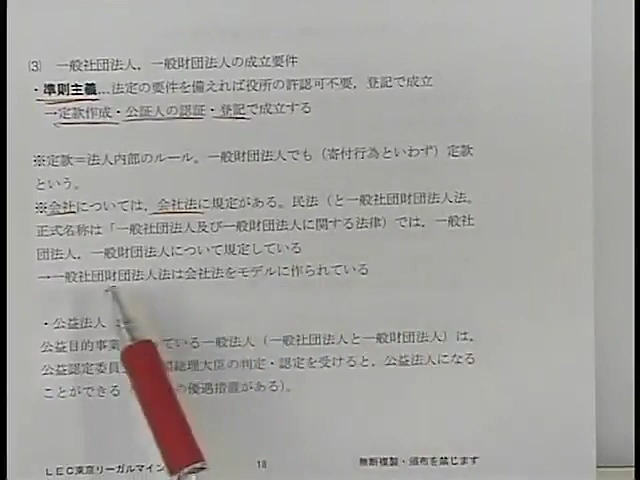 (3) 一般社団法人，一般財団法人の成立要件
・準則主義…法定の要件を備えれば役所の許認可不要，登記で成立
→定款作成・公証人の認証・登記で成立する
※定款＝法人内部のルール。一般財団法人でも（寄付行為といわず）定款
という。
※会社については，会社法に規定がある。民法（と一般社団財団法人法。
正式名称は「一般社団法人及び一般財団法人に関する法律）では，一般社
団法人，一般財団法人について規定している
→一般社団財団法人法は会社法をモデルに作られている
・公益法人
公益目的事業 ている一般法人（一般社団法人と一般財団法人）は，
公益認定委員 総理大臣の判定・認定を受けると，公益法人になる
ことができる（ の優遇措置がある）。
LEC東京リーガルマイン 18 無断複製・頒布を禁じます